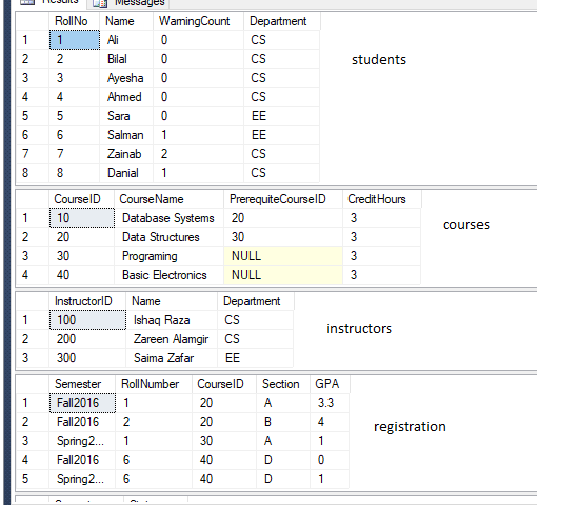 Results Messages
RollNo Name WarningCount Department
1 1 Ali 0 CS
2 2 Bilal 0 CS
3 3 Ayesha 0 CS
4 4 Ahmed 0 CS
5 5 Sara 0 EE
6 6 Salman 1 EE
7 7 Zainab 2 CS
8 8 Danial 1 CS
students
CourseID CourseName PrerequiteCourseID CreditHours
1 10 Database Systems 20 3
2 20 Data Structures 30 3
3 30 Programing NULL 3
4 40 Basic Electronics NULL 3
courses
InstructorID Name Department
1 100 Ishaq Raza CS
2 200 Zareen Alamgir CS
3 300 Saima Zafar EE
instructors
Semester RollNumber CourseID Section GPA
1 Fall2016 1 20 A 3.3
2 Fall2016 2 20 B 4
3 Spring2... 1 30 A 1
4 Fall2016 6 40 D 0
5 Spring2... 6 40 D 1
registration